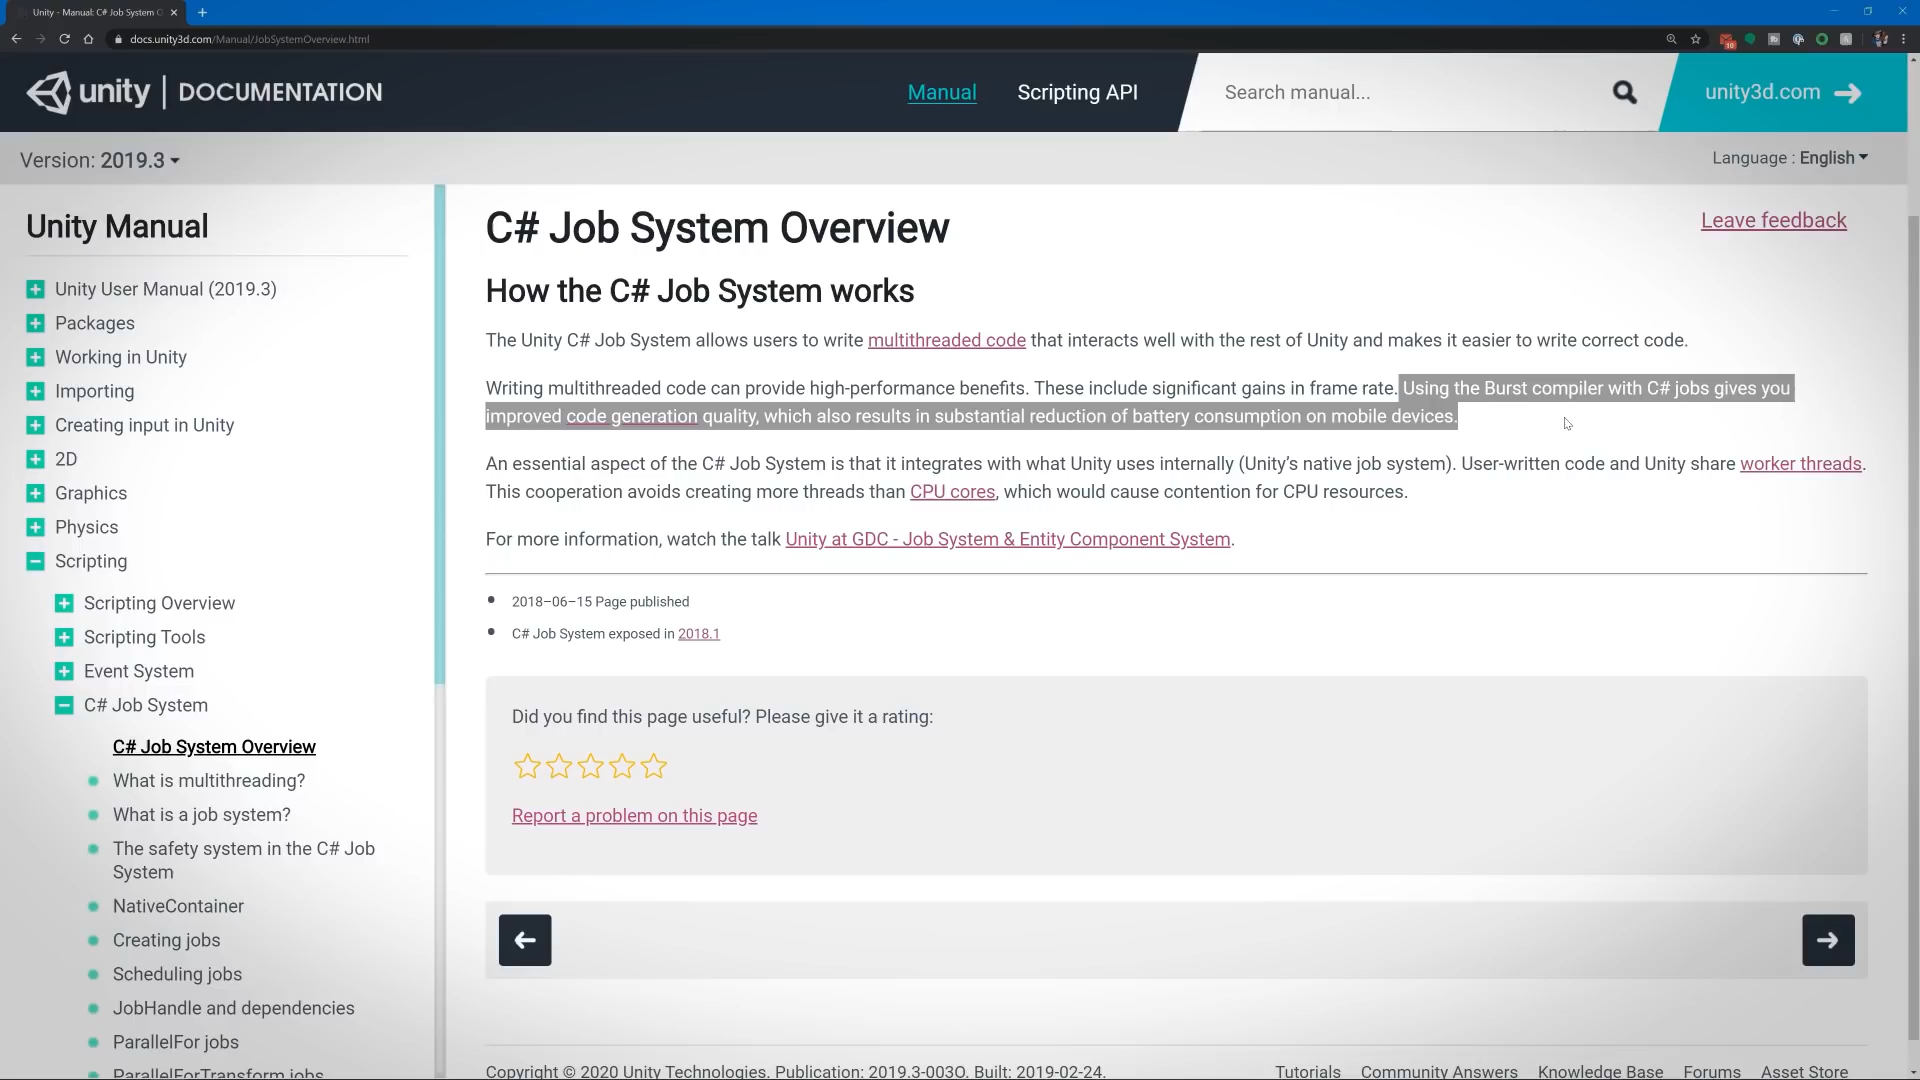 Unity - Manual: C# Job System O
docs.unity3d.com/Manual/JobSystemOverview.html
10
unity | DOCUMENTATION
Manual
Scripting API
Search manual...
unity3d.com
Version: 2019.3
Language : English
Unity Manual
Unity User Manual (2019.3)
Packages
Working in Unity
Importing
Creating input in Unity
2D
Graphics
Physics
Scripting
Scripting Overview
Scripting Tools
Event System
C# Job System
C# Job System Overview
What is multithreading?
What is a job system?
The safety system in the C# Job
System
NativeContainer
Creating jobs
Scheduling jobs
JobHandle and dependencies
ParallelFor jobs
ParallelForTransform jobs
C# Job System Overview
Leave feedback
How the C# Job System works
The Unity C# Job System allows users to write multithreaded code that interacts well with the rest of Unity and makes it easier to write correct code.
Writing multithreaded code can provide high-performance benefits. These include significant gains in frame rate. Using the Burst compiler with C# jobs gives you
improved code generation quality, which also results in substantial reduction of battery consumption on mobile devices.
An essential aspect of the C# Job System is that it integrates with what Unity uses internally (Unity’s native job system). User-written code and Unity share worker threads.
This cooperation avoids creating more threads than CPU cores, which would cause contention for CPU resources.
For more information, watch the talk Unity at GDC - Job System & Entity Component System.
2018–06–15 Page published
C# Job System exposed in 2018.1
Did you find this page useful? Please give it a rating:
Report a problem on this page
Copyright © 2020 Unity Technologies. Publication: 2019.3-003O. Built: 2019-02-24.
Tutorials
Community Answers
Knowledge Base
Forums
Asset Store